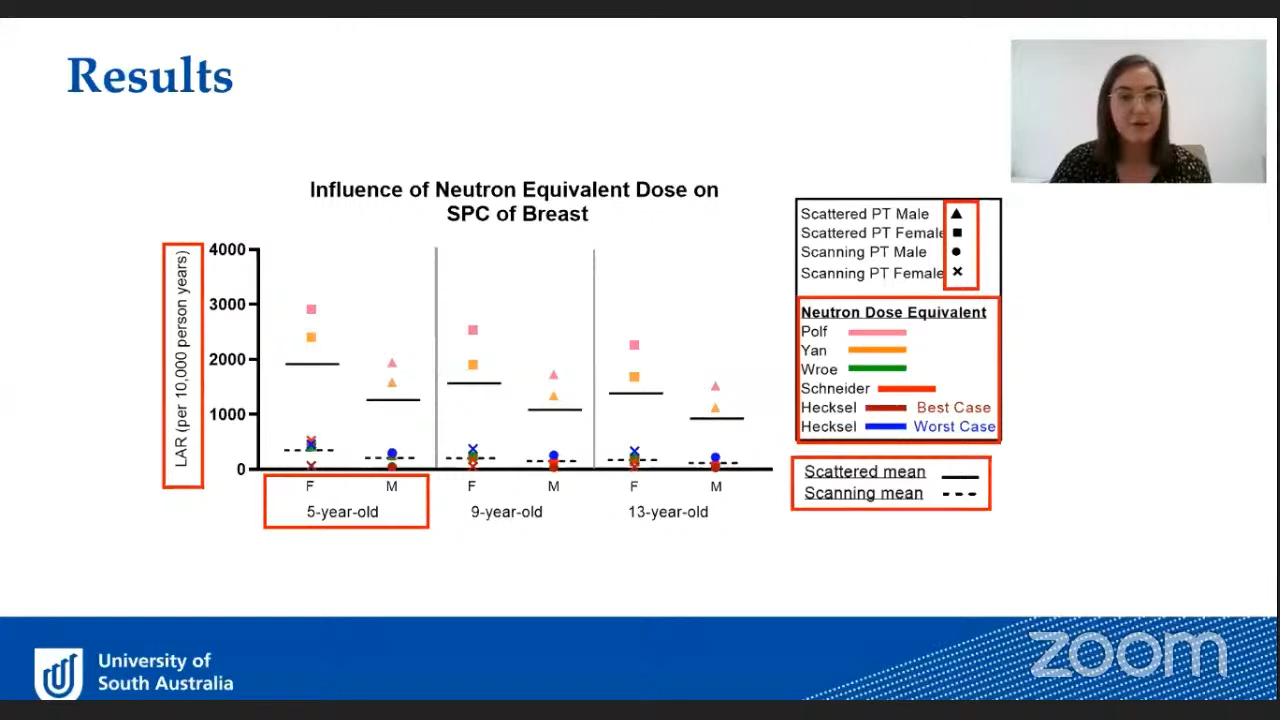 Results
Influence of Neutron Equivalent Dose on
SPC of Breast
LAR (per 10,000 person years)
4000
3000
2000
1000
0
F M F M F M
5-year-old 9-year-old 13-year-old
Scattered PT Male
Scattered PT Female
Scanning PT Male
Scanning PT Female
Neutron Dose Equivalent
Polf
Yan
Wroe
Schneider
Hecksel Best Case
Hecksel Worst Case
Scattered mean
Scanning mean
University of
South Australia
zoom